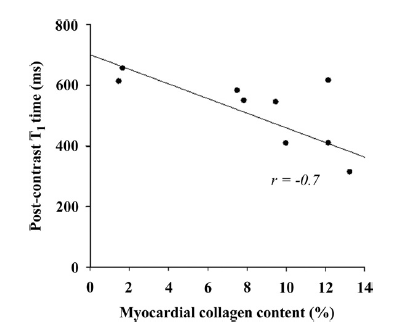 800
600
400
200
0
Post-contrast T1 time (ms)
r = -0.7
0 2 4 6 8 10 12 14
Myocardial collagen content (%)